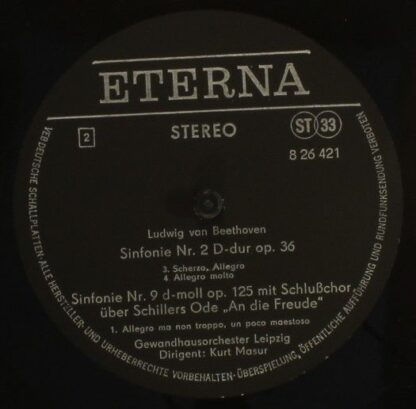 ETERNA
2
STEREO
ST 33
8 26 421
Ludwig van Beethoven
Sinfonie Nr. 2 D-dur op. 36
3. Scherzo, Allegro
4. Allegro molto
Sinfonie Nr. 9 d-moll op. 125 mit Schlußchor
über Schillers Ode „An die Freude"
1. Allegro ma non troppo, un poco maestoso
Gewandhausorchester Leipzig
Dirigent: Kurt Masur
VEB DEUTSCHE SCHALLPLATTEN·ALLE HERSTELLER- UND URHEBERRECHTE VORBEHALTEN·ÜBERSPIELUNG, ÖFFENTLICHE AUFFÜHRUNG UND RUNDFUNKSENDUNG VERBOTEN